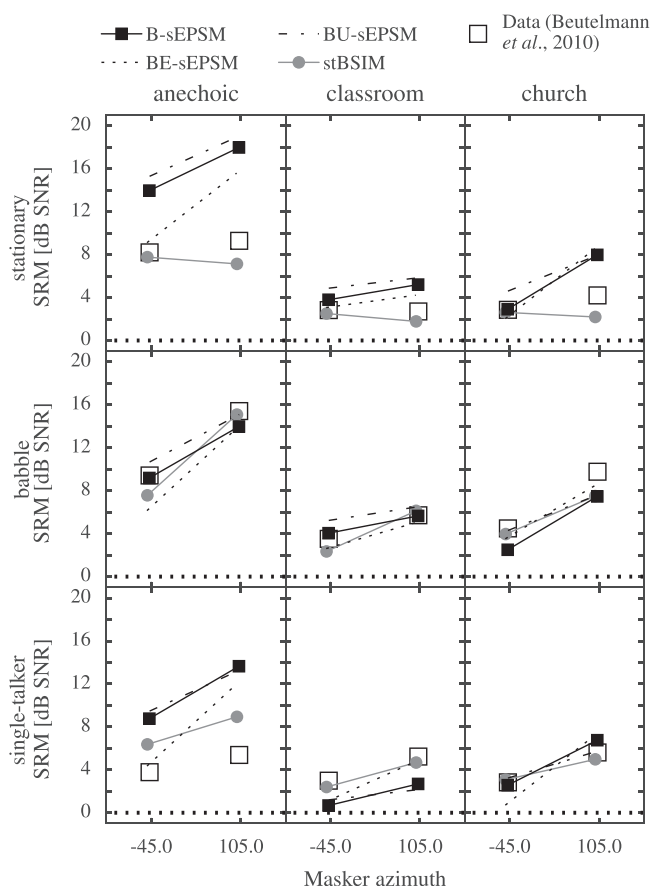 B-sEPSM
BU-sEPSM
Data (Beutelmann
et al., 2010)
BE-sEPSM
stBSIM
anechoic
classroom
church
20
16
12
8
4
0
stationary
SRM [dB SNR]
20
16
12
8
4
0
babble
SRM [dB SNR]
20
16
12
8
4
0
single-talker
SRM [dB SNR]
-45.0
105.0
-45.0
105.0
-45.0
105.0
Masker azimuth